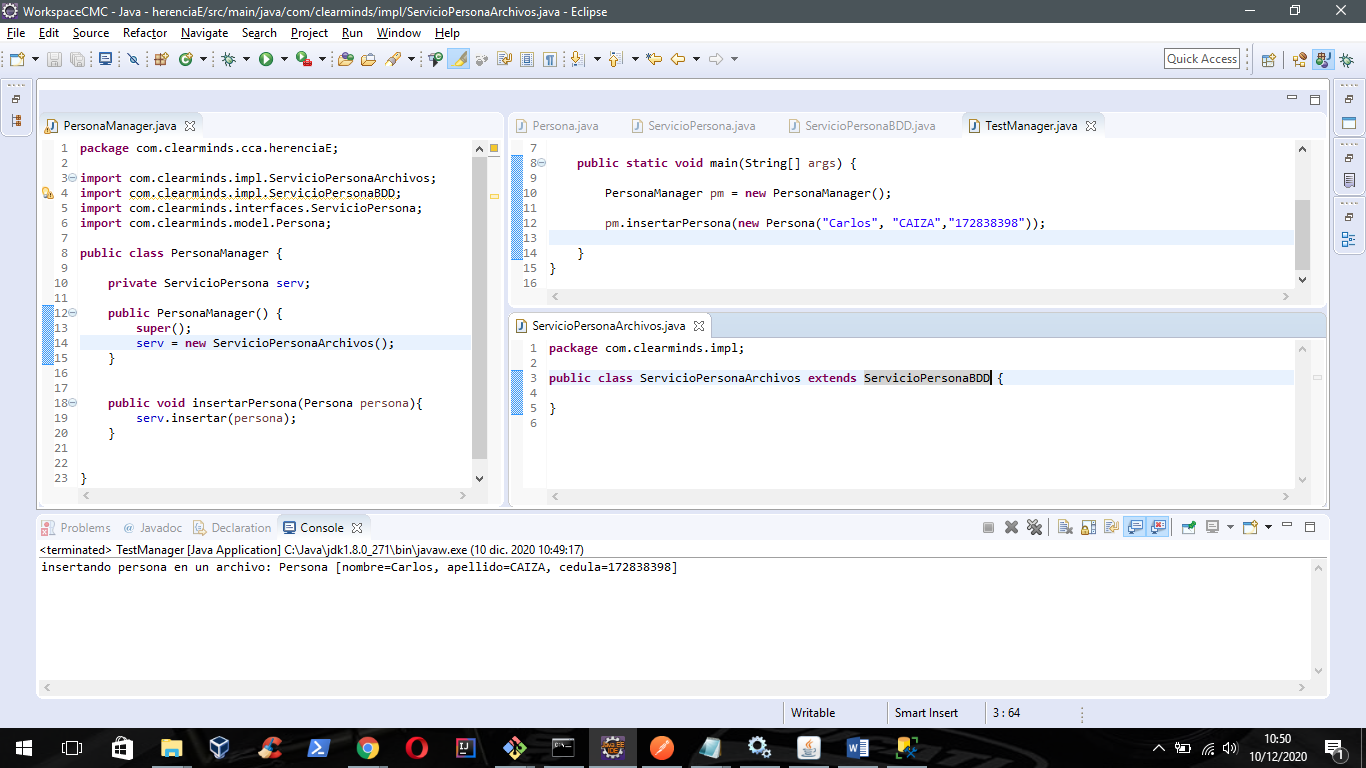 WorkspaceCMC - Java - herenciaE/src/main/java/com/clearminds/impl/ServicioPersonaArchivos.java - Eclipse
File Edit Source Refactor Navigate Search Project Run Window Help
Quick Access
PersonaManager.java
1 package com.clearminds.cca.herenciaE;
2
3 import com.clearminds.impl.ServicioPersonaArchivos;
4 import com.clearminds.impl.ServicioPersonaBDD;
5 import com.clearminds.interfaces.ServicioPersona;
6 import com.clearminds.model.Persona;
7
8 public class PersonaManager {
9
10 private ServicioPersona serv;
11
12 public PersonaManager() {
13 super();
14 serv = new ServicioPersonaArchivos();
15 }
16
17
18 public void insertarPersona(Persona persona){
19 serv.insertar(persona);
20 }
21
22
23 }
Persona.java ServicioPersona.java ServicioPersonaBDD.java TestManager.java
7
8 public static void main(String[] args) {
9
10 PersonaManager pm = new PersonaManager();
11
12 pm.insertarPersona(new Persona("Carlos", "CAIZA","172838398"));
13
14 }
15 }
16
ServicioPersonaArchivos.java
1 package com.clearminds.impl;
2
3 public class ServicioPersonaArchivos extends ServicioPersonaBDD {
4
5 }
6
Problems @ Javadoc Declaration Console
<terminated> TestManager [Java Application] C:\Java\jdk1.8.0_271\bin\javaw.exe (10 dic. 2020 10:49:17)
insertando persona en un archivo: Persona [nombre=Carlos, apellido=CAIZA, cedula=172838398]
Writable Smart Insert 3 : 64
10:50
10/12/2020
1